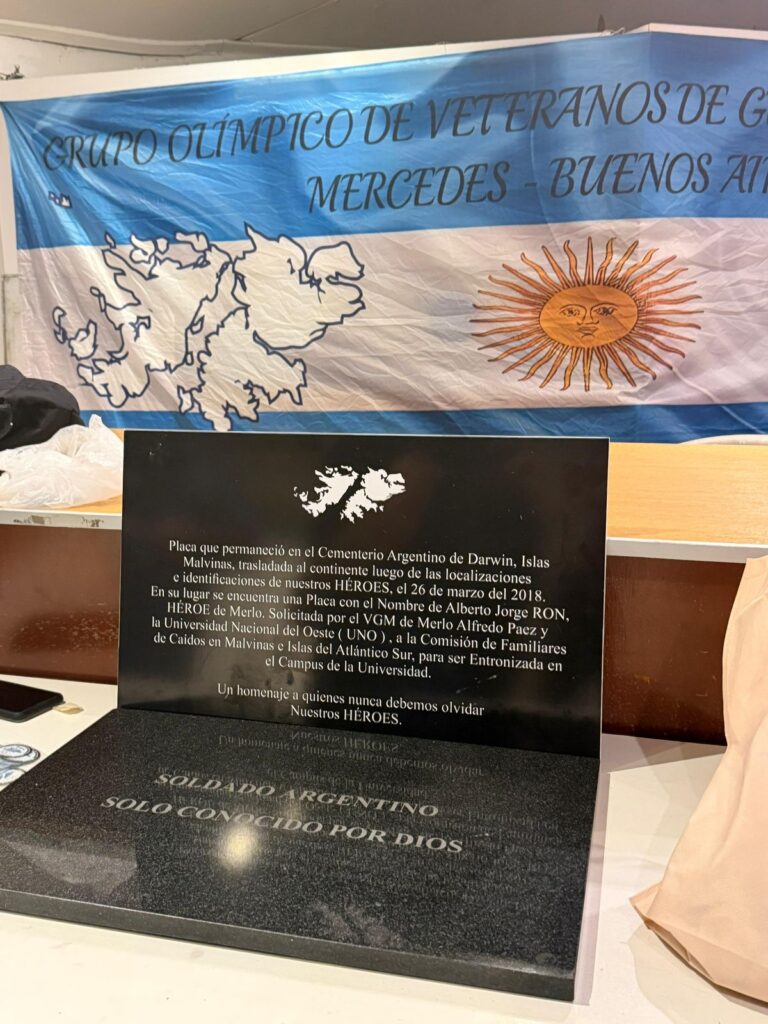 GRUPO OLÍMPICO DE VETERANOS DE
MERCEDES - BUENOS
Placa que permaneció en el Cementerio Argentino de Darwin, Islas
Malvinas, trasladada al continente luego de las localizaciones
e identificaciones de nuestros HÉROES, el 26 de marzo del 2018.
En su lugar se encuentra una Placa con el Nombre de Alberto Jorge RON,
HÉROE de Merlo. Solicitada por el VGM de Merlo Alfredo Paez y
la Universidad Nacional del Oeste ( UNO ) , a la Comisión de Familiares
de Caídos en Malvinas e Islas del Atlántico Sur, para ser Entronizada en
el Campus de la Universidad.
Un homenaje a quienes nunca debemos olvidar
Nuestros HÉROES.
SOLDADO ARGENTINO
SOLO CONOCIDO POR DIOS